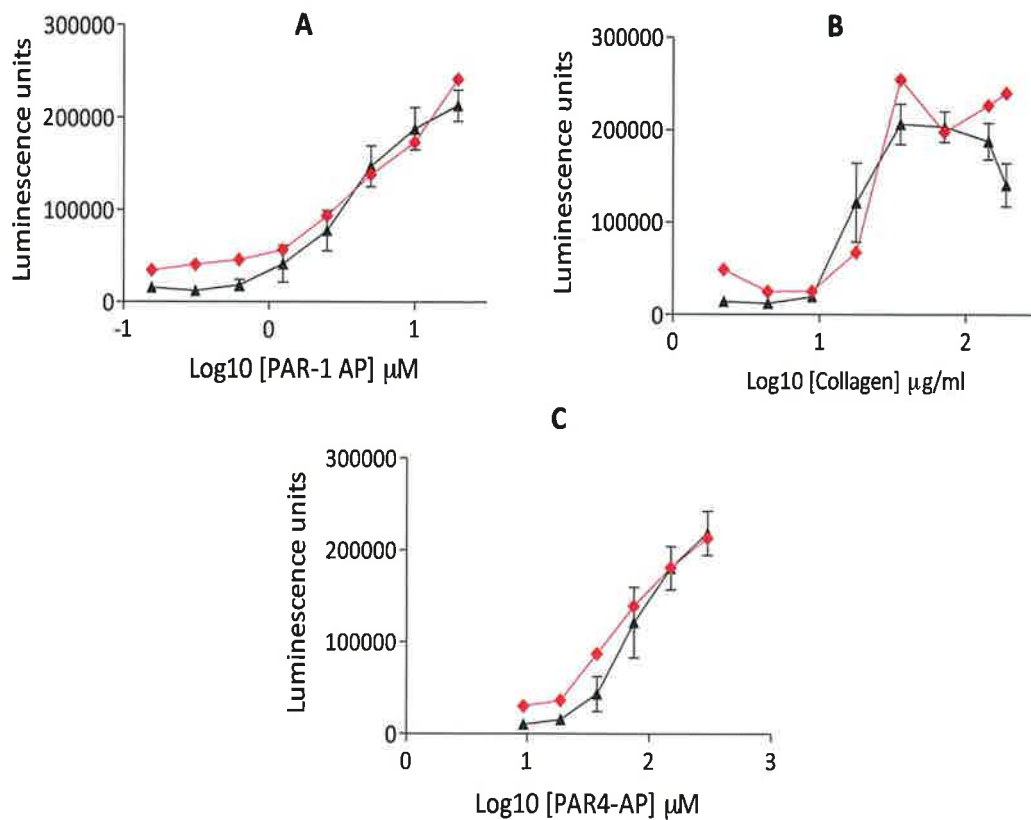 A
Luminescence units
300000
200000
100000
0
-1
0
1
Log10 [PAR-1 AP] μM
B
Luminescence units
300000
200000
100000
0
0
1
2
Log10 [Collagen] μg/ml
C
Luminescence units
300000
200000
100000
0
0
1
2
3
Log10 [PAR4-AP] μM